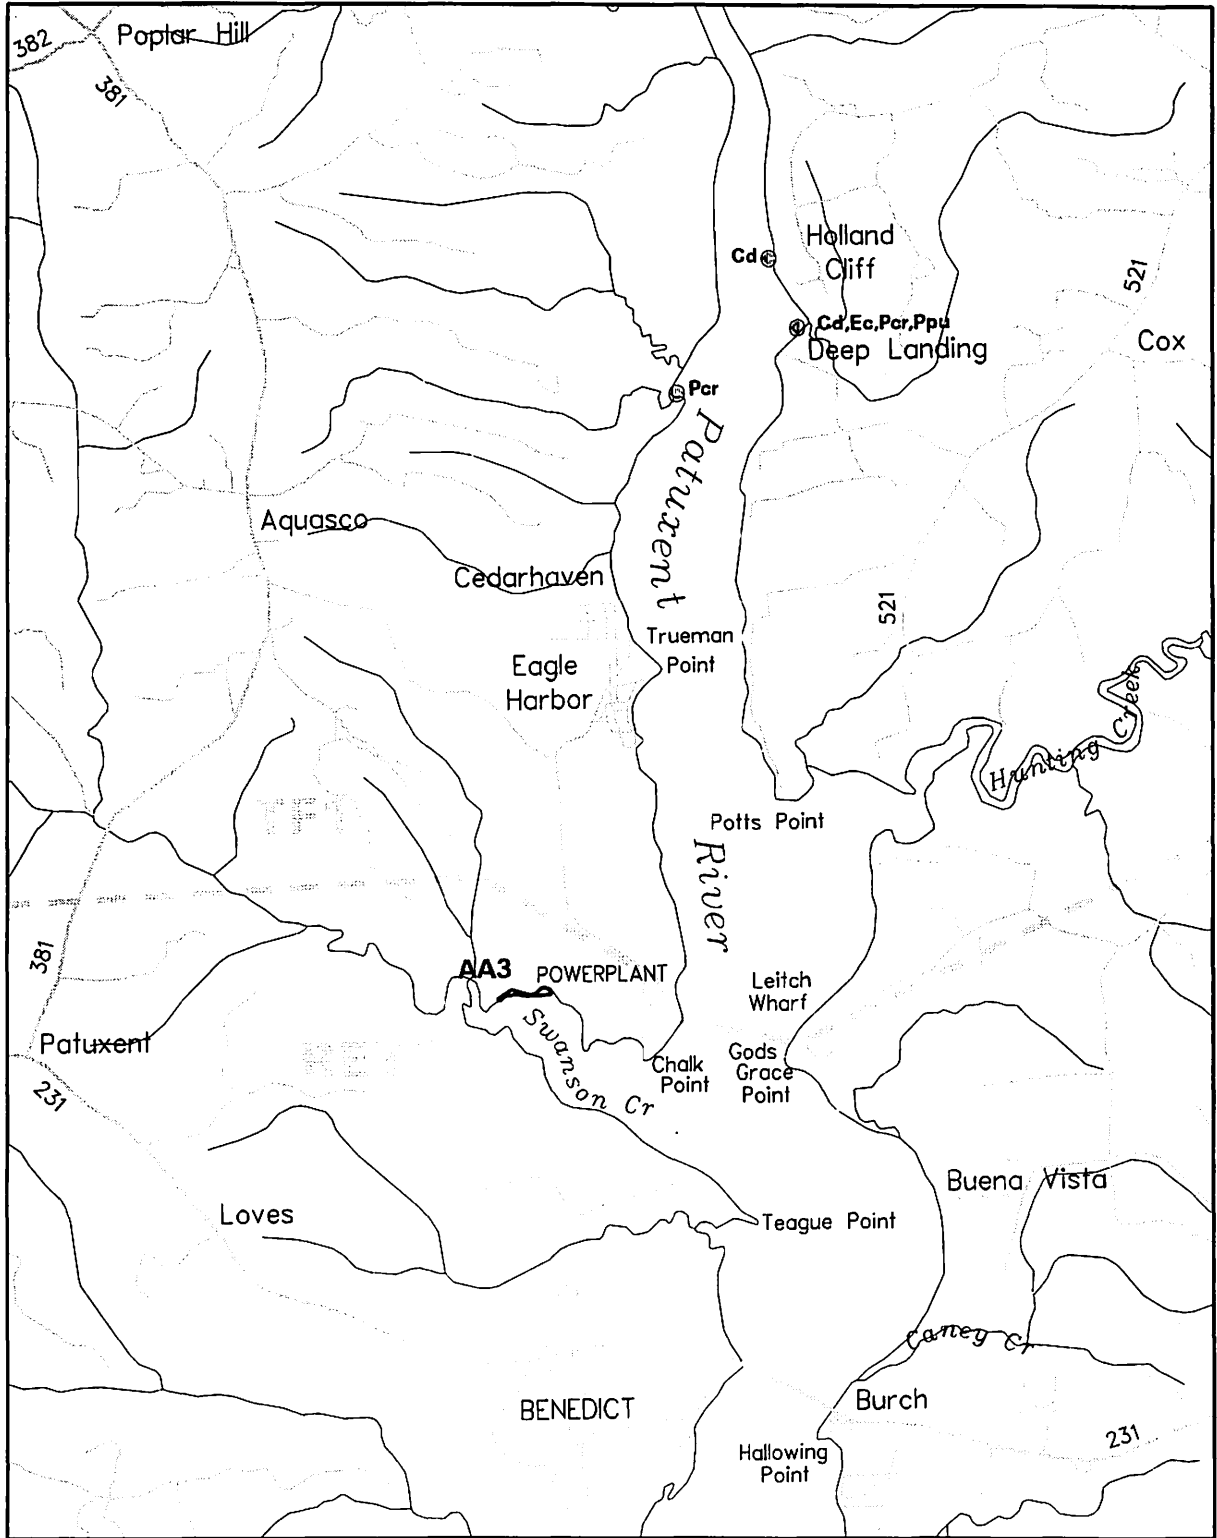 382
Poplar Hill
381
Holland
Cliff
Cd
521
Cd,Ec,Pcr,Ppu
Deep Landing
Cox
Pcr
Patuxent
Aquasco
Cedarhaven
521
Trueman
Point
Eagle
Harbor
Hunting Creek
TF1
Potts Point
River
381
AA3
POWERPLANT
Leitch
Wharf
Swanson Cr
Patuxent
Chalk
Point
Gods
Grace
Point
231
Buena Vista
Loves
Teague Point
Caney Cr
BENEDICT
Burch
231
Hallowing
Point